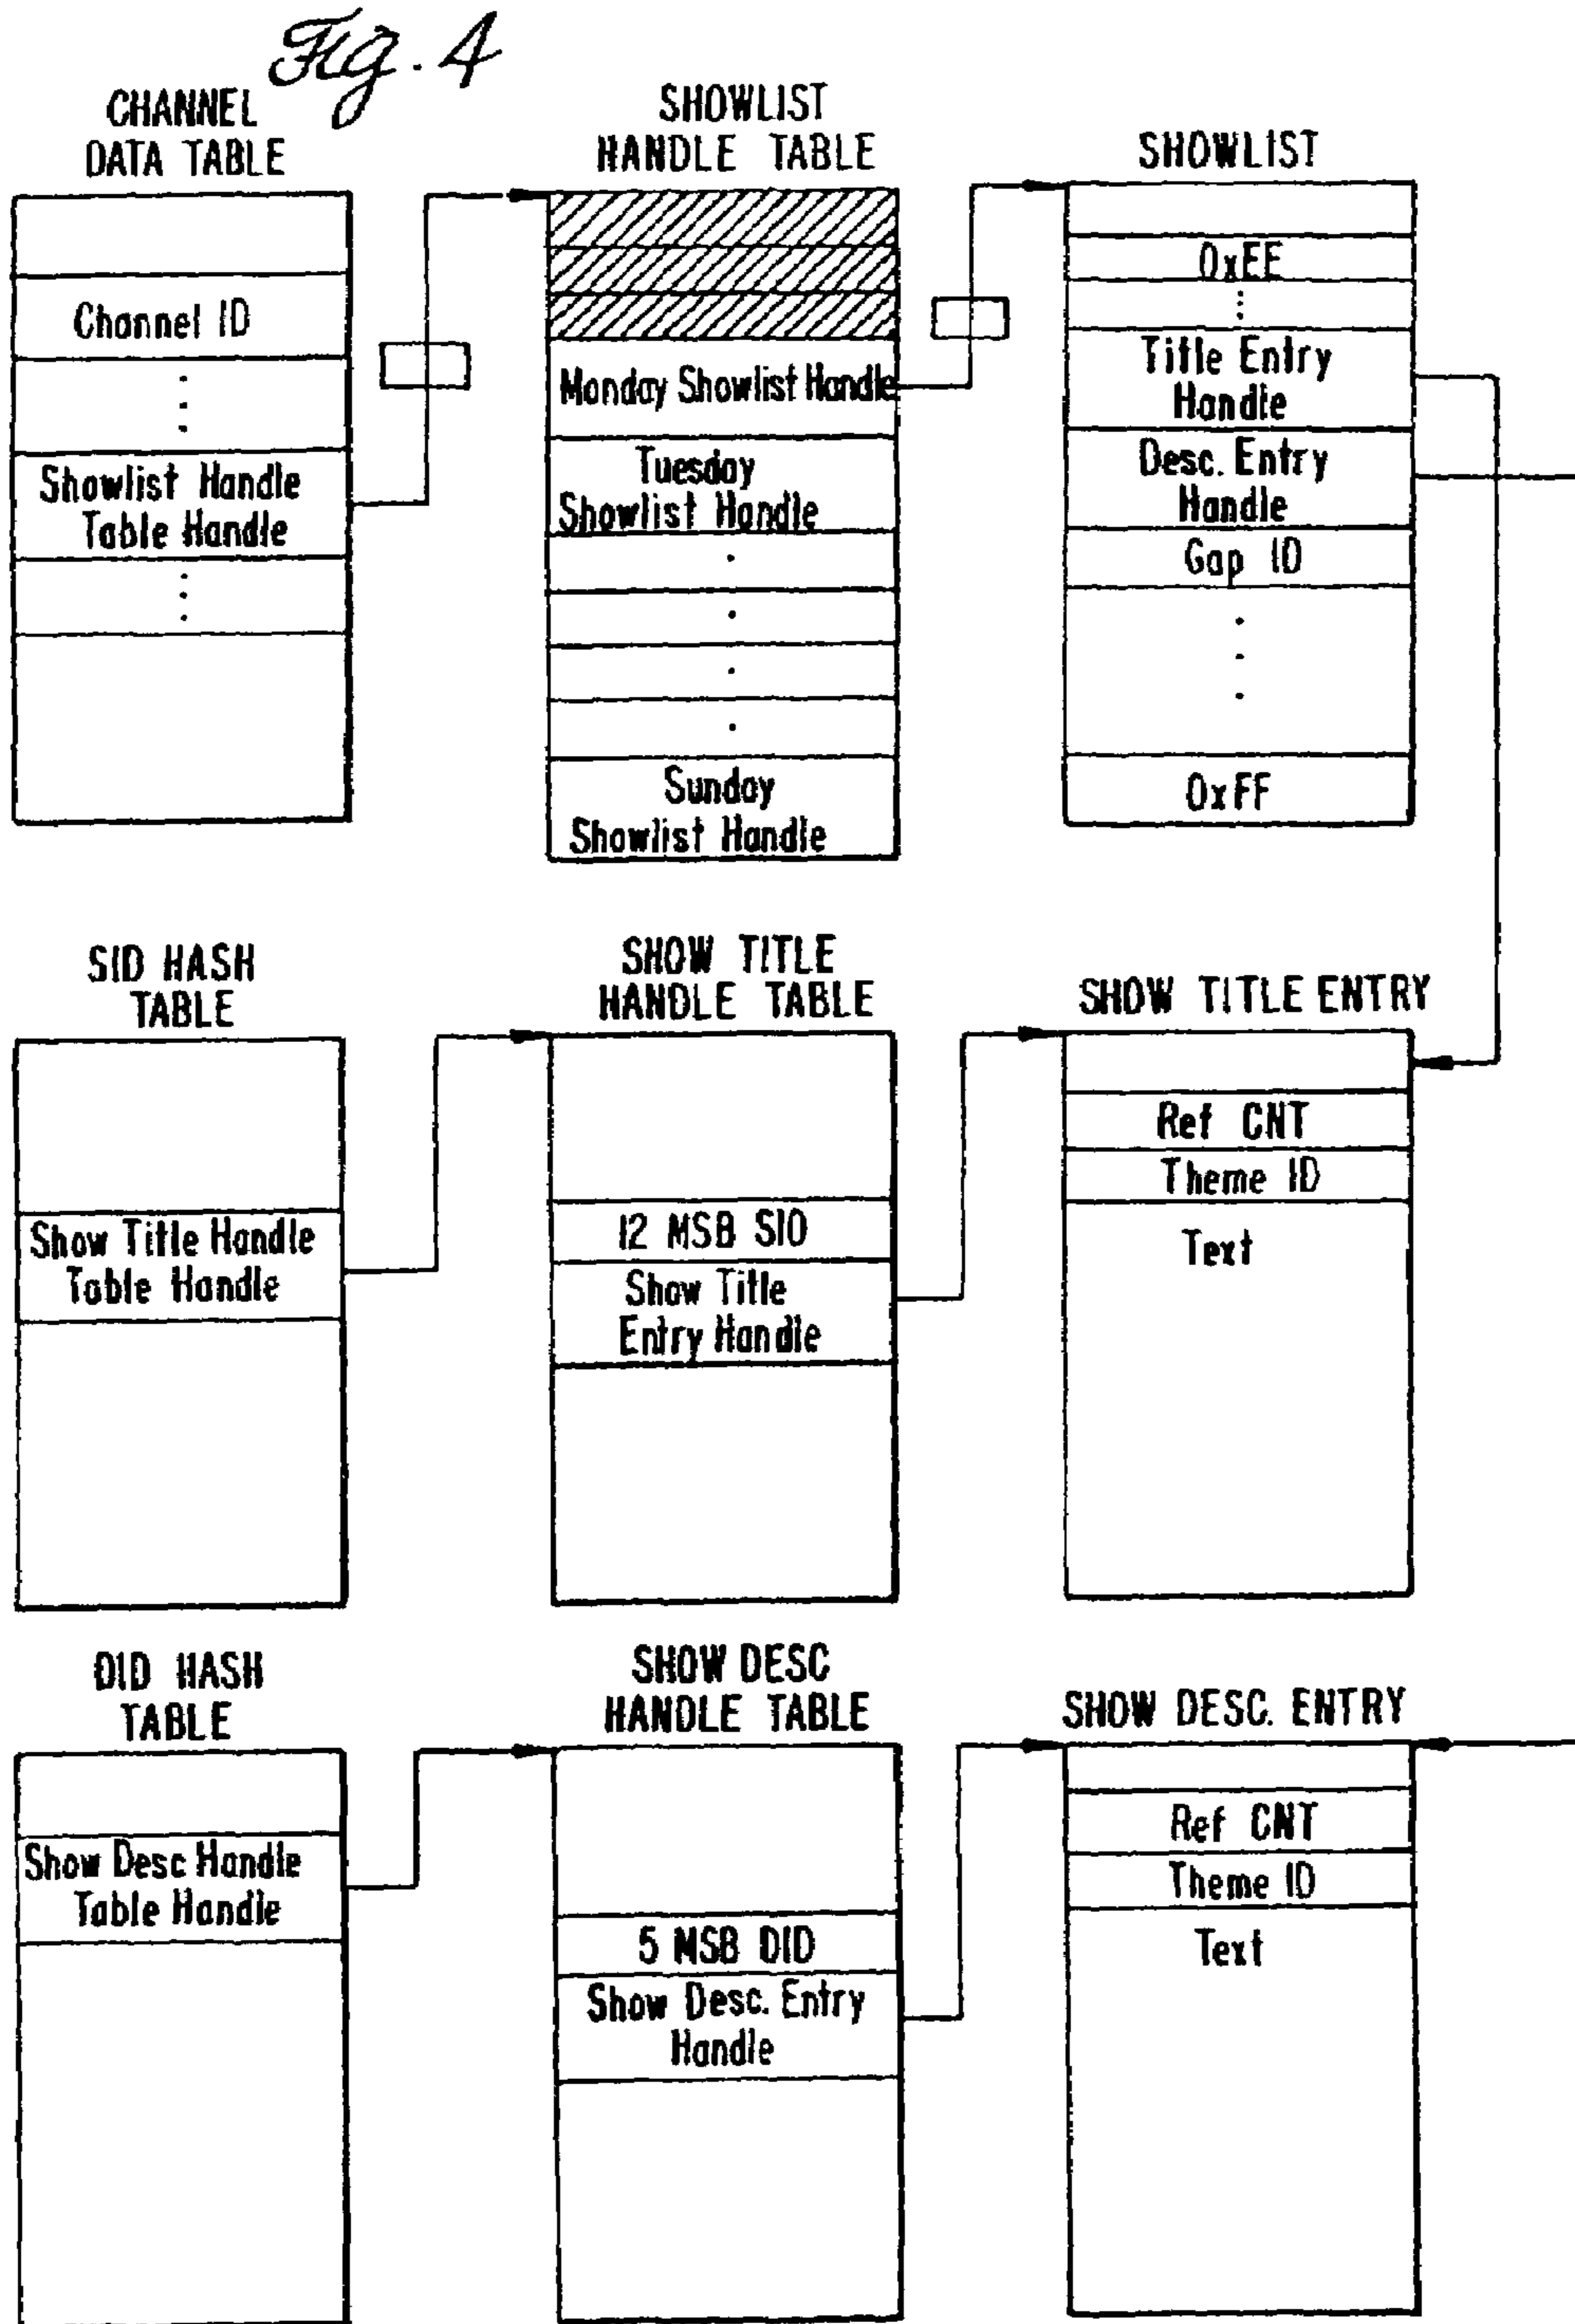 Fig. 4
CHANNEL
DATA TABLE
Channel ID
Showlist Handle
Table Handle
SHOWLIST
HANDLE TABLE
Monday Showlist Handle
Tuesday
Showlist Handle
Sunday
Showlist Handle
SHOWLIST
0xEE
Title Entry
Handle
Desc. Entry
Handle
Gap ID
0xFF
SID HASH
TABLE
Show Title Handle
Table Handle
SHOW TITLE
HANDLE TABLE
12 MSB SID
Show Title
Entry Handle
SHOW TITLE ENTRY
Ref CNT
Theme ID
Text
DID HASH
TABLE
Show Desc Handle
Table Handle
SHOW DESC
HANDLE TABLE
5 MSB DID
Show Desc. Entry
Handle
SHOW DESC. ENTRY
Ref CNT
Theme ID
Text